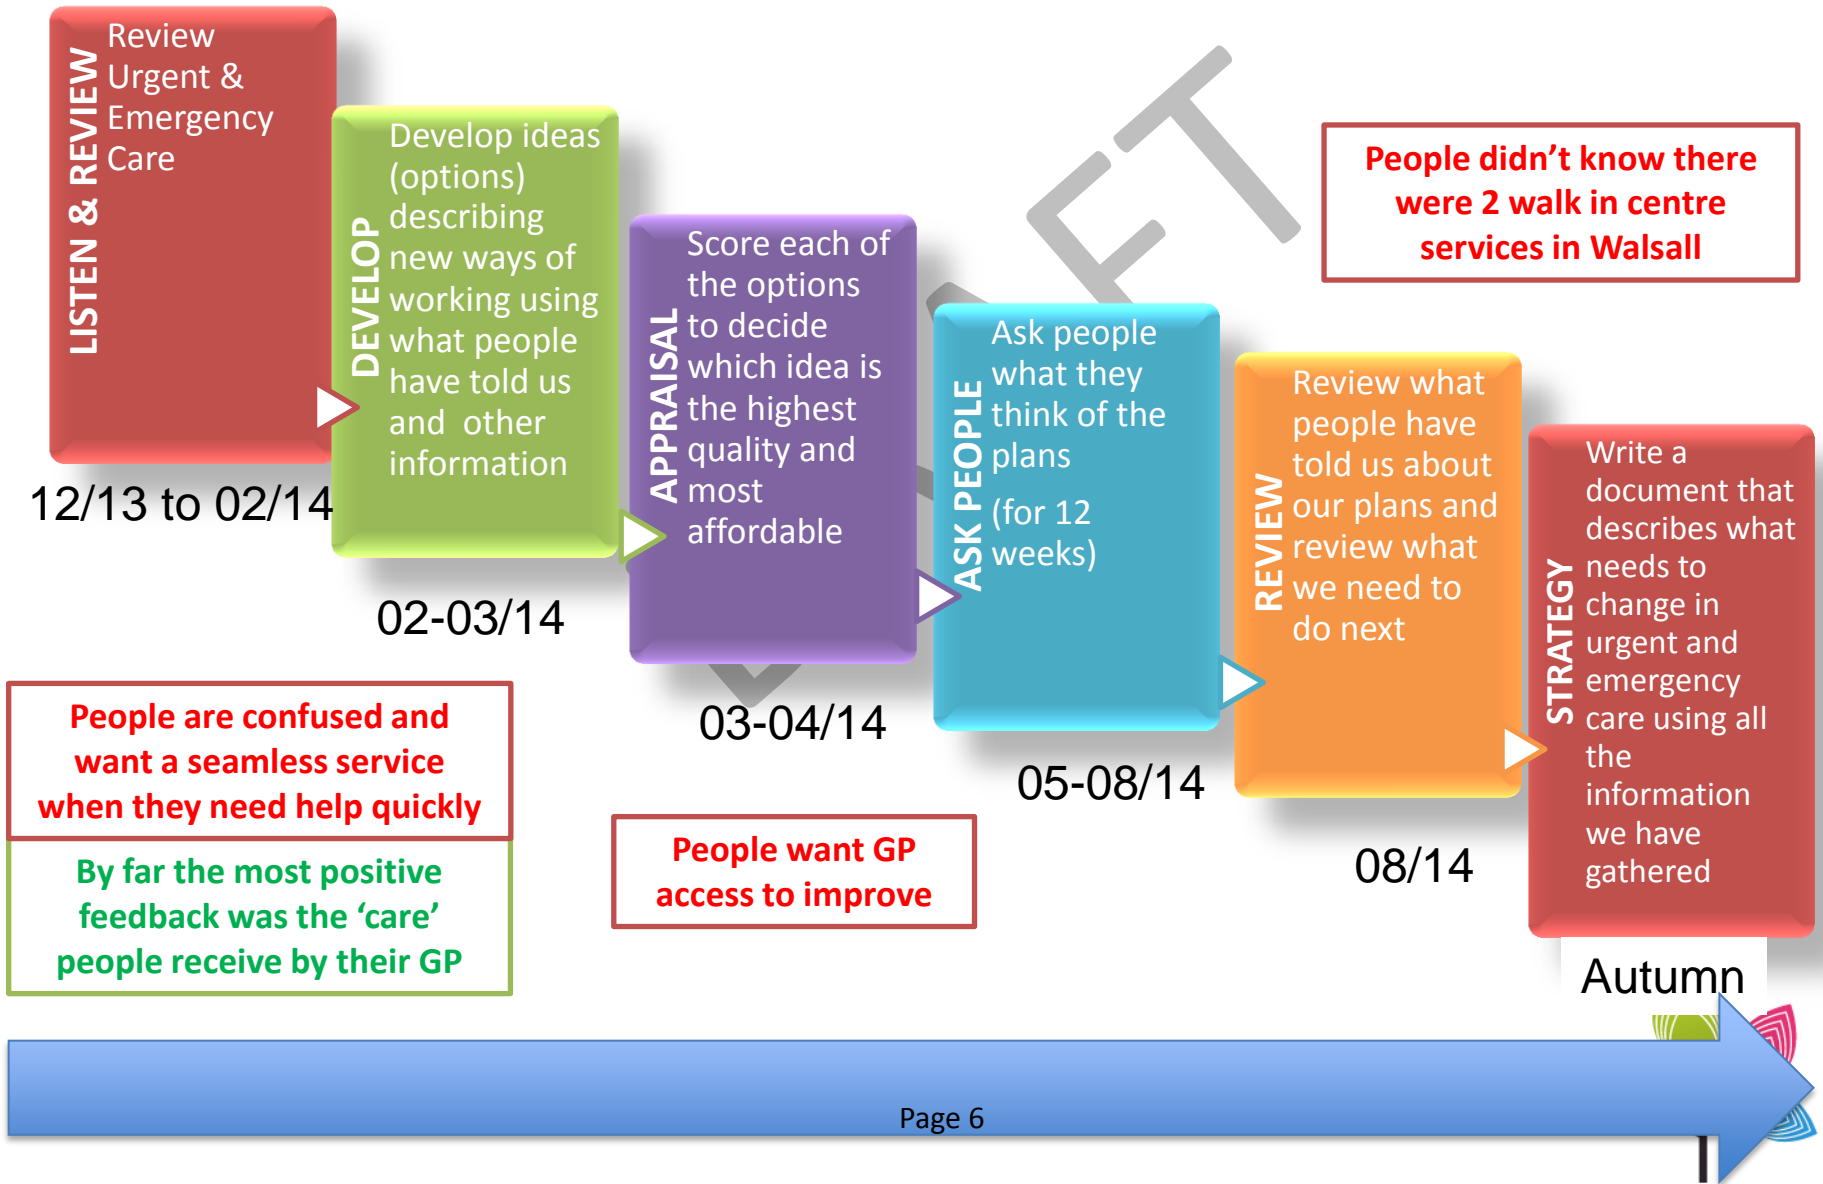 LISTEN & REVIEW
Review
Urgent &
Emergency
Care
12/13 to 02/14
DEVELOP
Develop ideas
(options)
describing
new ways of
working using
what people
have told us
and  other
information
02-03/14
APPRAISAL
Score each of
the options
to decide
which idea is
the highest
quality and
most
affordable
03-04/14
ASK PEOPLE
Ask people
what they
think of the
plans
(for 12
weeks)
05-08/14
REVIEW
Review what
people have
told us about
our plans and
review what
we need to
do next
08/14
STRATEGY
Write a
document that
describes what
needs to
change in
urgent and
emergency
care using all
the
information
we have
gathered
Autumn
People didn’t know there
were 2 walk in centre
services in Walsall
People are confused and
want a seamless service
when they need help quickly
By far the most positive
feedback was the ‘care’
people receive by their GP
People want GP
access to improve
Page 6